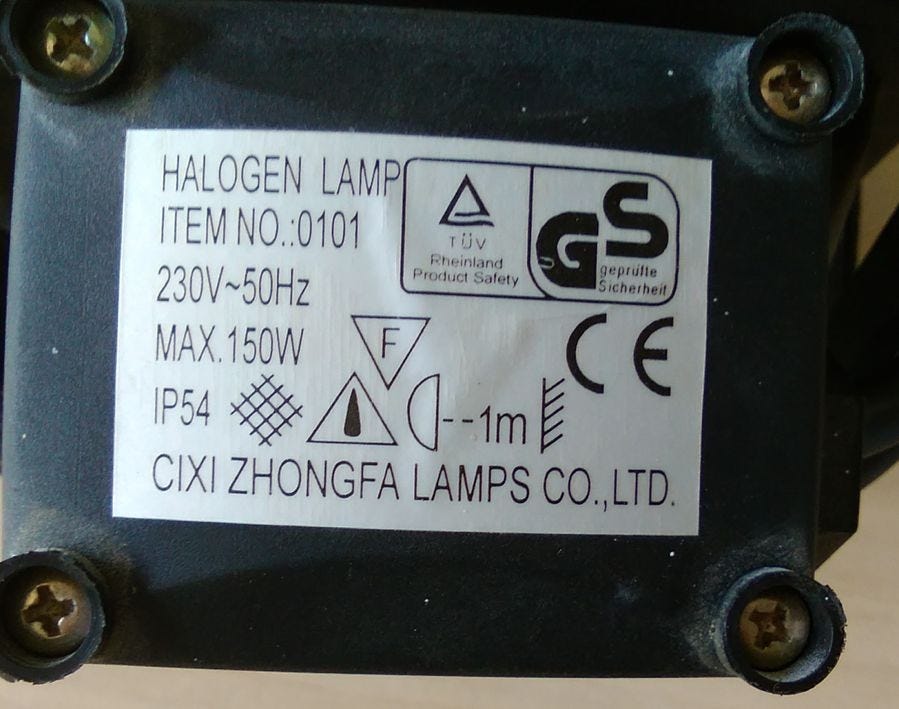 HALOGEN LAMP
ITEM NO.:0101
230V~50Hz
MAX.150W
IP54
F
--1m
CIXI ZHONGFA LAMPS CO.,LTD.
TÜV
Rheinland
Product Safety
GS
geprüfte
Sicherheit
CE